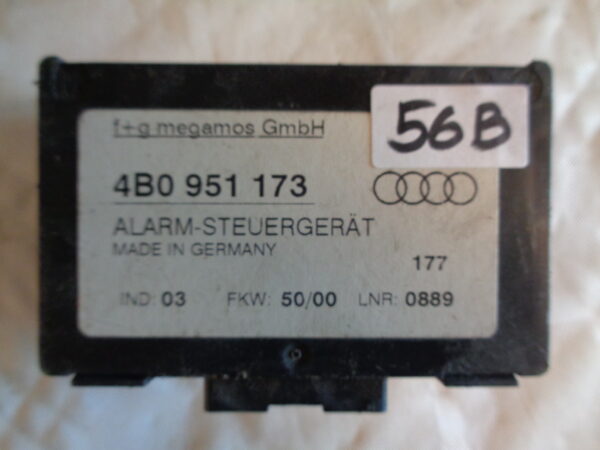 f+g megamos GmbH
56B
4B0 951 173
ALARM-STEUERGERÄT
MADE IN GERMANY
177
IND: 03 FKW: 50/00 LNR: 0889